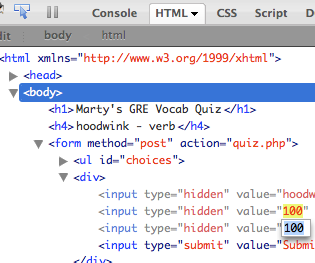 Console HTML CSS Script D
dit body html
<html xmlns="http://www.w3.org/1999/xhtml">
<head>
<body>
<h1>Marty's GRE Vocab Quiz</h1>
<h4>hoodwink - verb</h4>
<form method="post" action="quiz.php">
<ul id="choices">
<div>
<input type="hidden" value="hoodw
<input type="hidden" value="100"
<input type="hidden" value= 100
<input type="submit" value="Submi
</div>